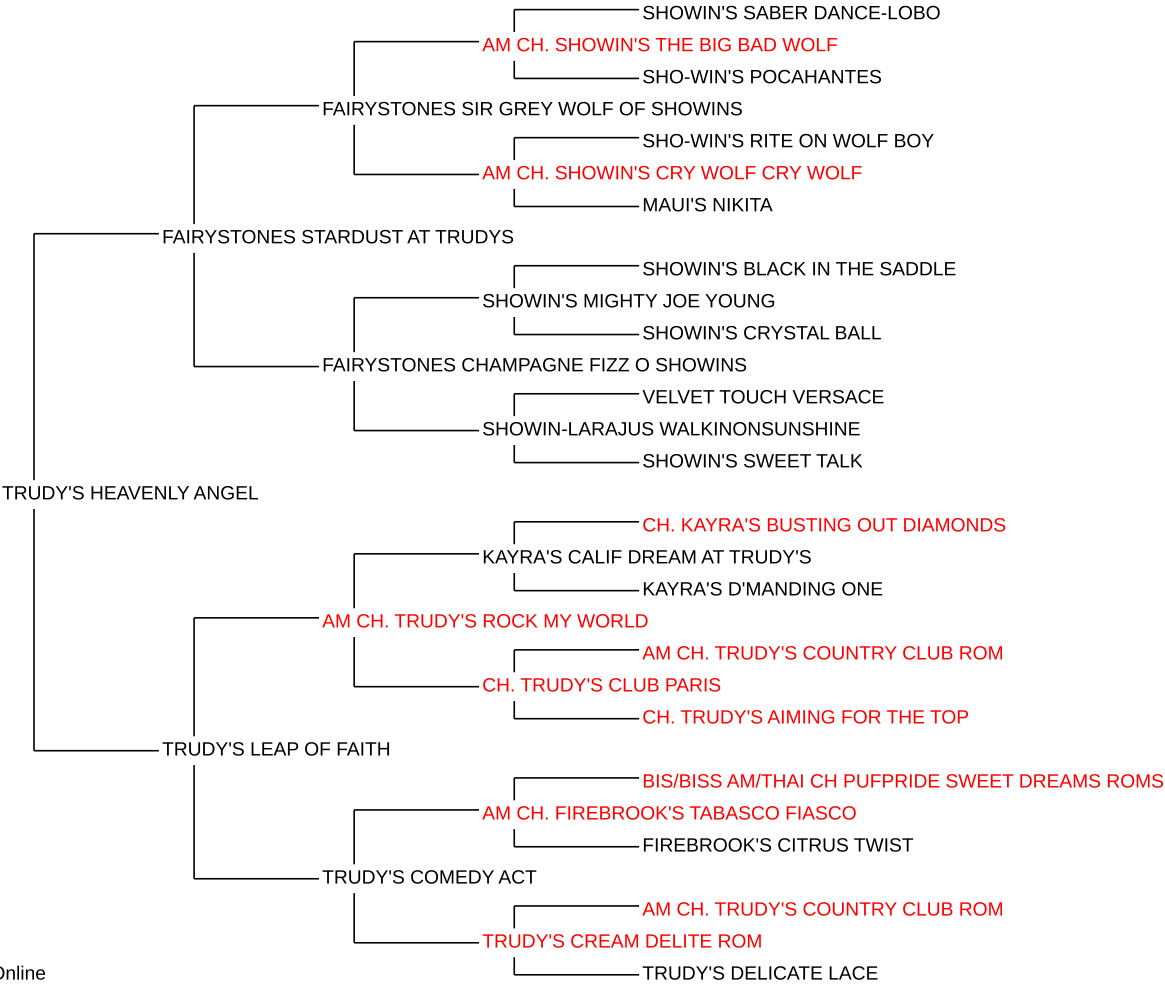 SHOWIN'S SABER DANCE-LOBO
AM CH. SHOWIN'S THE BIG BAD WOLF
SHO-WIN'S POCAHANTES
FAIRYSTONES SIR GREY WOLF OF SHOWINS
SHO-WIN'S RITE ON WOLF BOY
AM CH. SHOWIN'S CRY WOLF CRY WOLF
MAUI'S NIKITA
FAIRYSTONES STARDUST AT TRUDYS
SHOWIN'S BLACK IN THE SADDLE
SHOWIN'S MIGHTY JOE YOUNG
SHOWIN'S CRYSTAL BALL
FAIRYSTONES CHAMPAGNE FIZZ O SHOWINS
VELVET TOUCH VERSACE
SHOWIN-LARAJUS WALKINONSUNSHINE
SHOWIN'S SWEET TALK
TRUDY'S HEAVENLY ANGEL
CH. KAYRA'S BUSTING OUT DIAMONDS
KAYRA'S CALIF DREAM AT TRUDY'S
KAYRA'S D'MANDING ONE
AM CH. TRUDY'S ROCK MY WORLD
AM CH. TRUDY'S COUNTRY CLUB ROM
CH. TRUDY'S CLUB PARIS
CH. TRUDY'S AIMING FOR THE TOP
TRUDY'S LEAP OF FAITH
BIS/BISS AM/THAI CH PUFPRIDE SWEET DREAMS ROMS
AM CH. FIREBROOK'S TABASCO FIASCO
FIREBROOK'S CITRUS TWIST
TRUDY'S COMEDY ACT
AM CH. TRUDY'S COUNTRY CLUB ROM
TRUDY'S CREAM DELITE ROM
TRUDY'S DELICATE LACE
Online